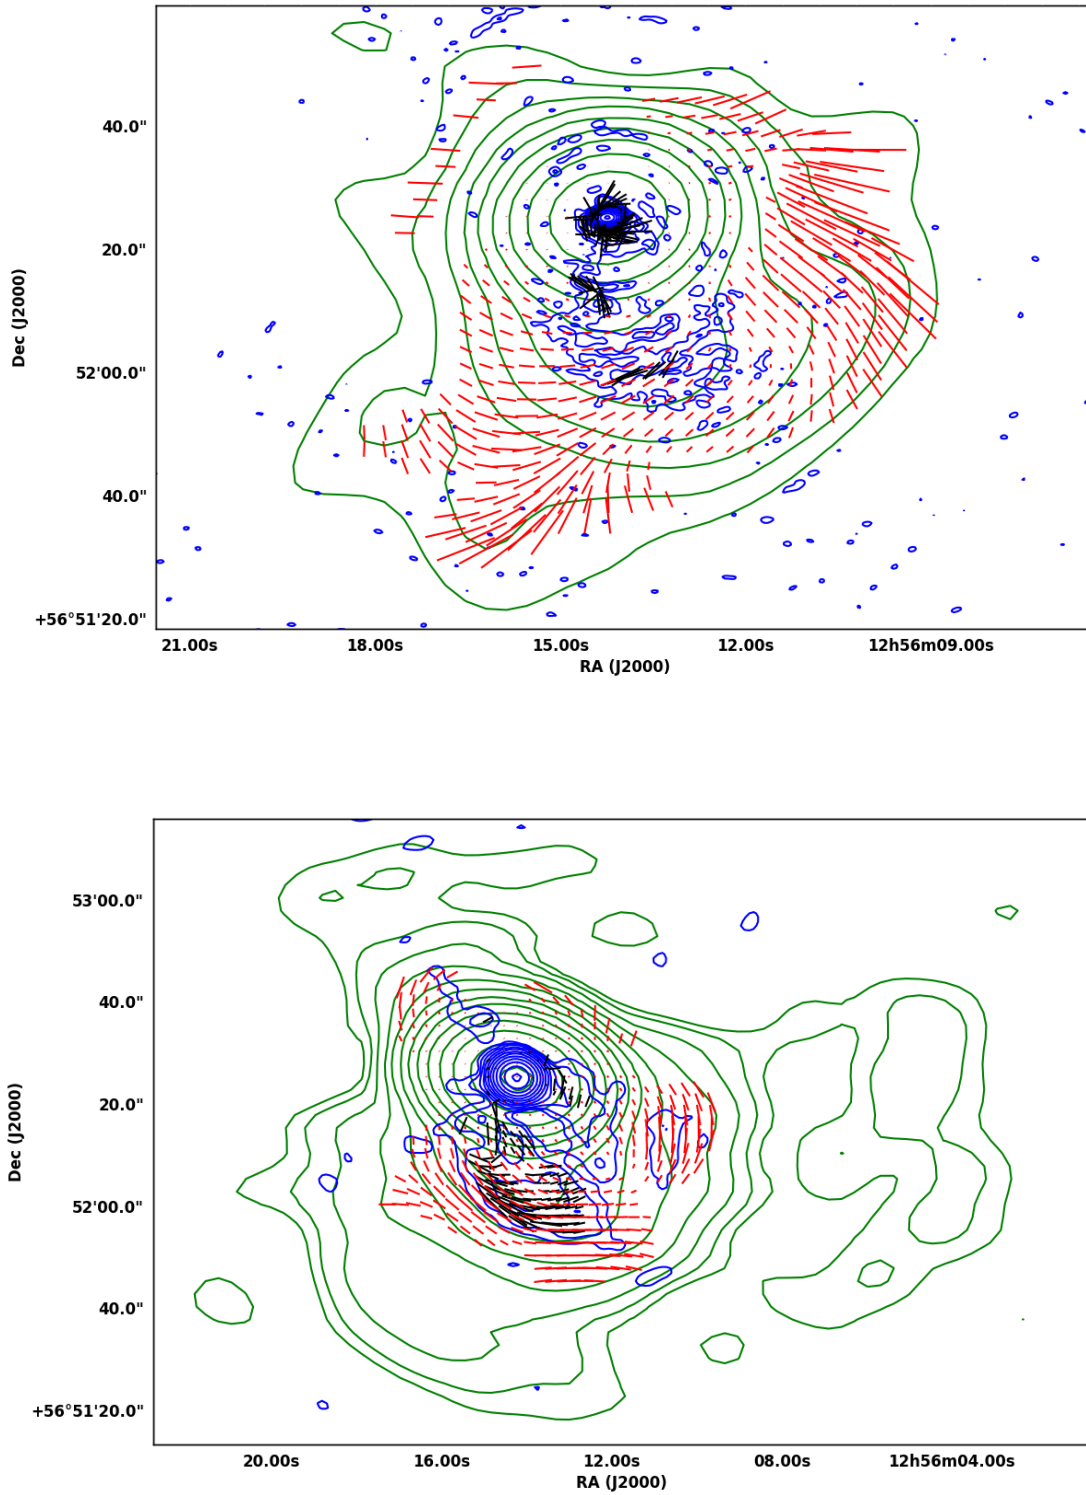 40.0"
20.0"
Dec (J2000)
52'00.0"
40.0"
+56°51'20.0"
21.00s 18.00s 15.00s 12.00s 12h56m09.00s
RA (J2000)
53'00.0"
40.0"
20.0"
Dec (J2000)
52'00.0"
40.0"
+56°51'20.0"
20.00s 16.00s 12.00s 08.00s 12h56m04.00s
RA (J2000)